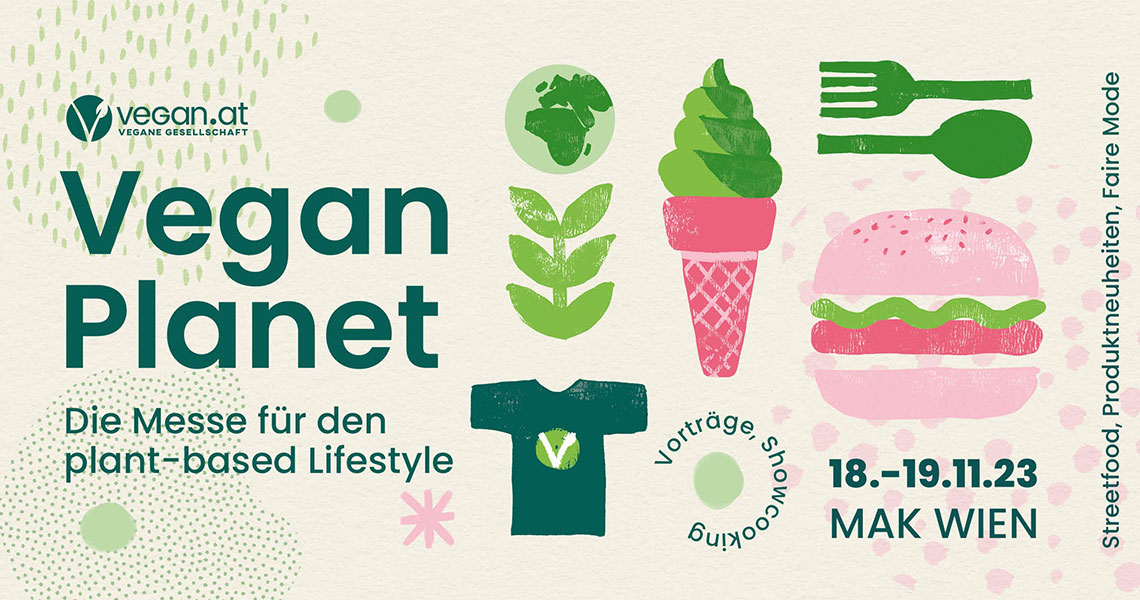 vegan.at
VEGANE GESELLSCHAFT
Vegan
Planet
Die Messe für den
plant-based Lifestyle
V
Vorträge, Showcooking
18.–19.11.23
MAK WIEN
Streetfood, Produktneuheiten, Faire Mode